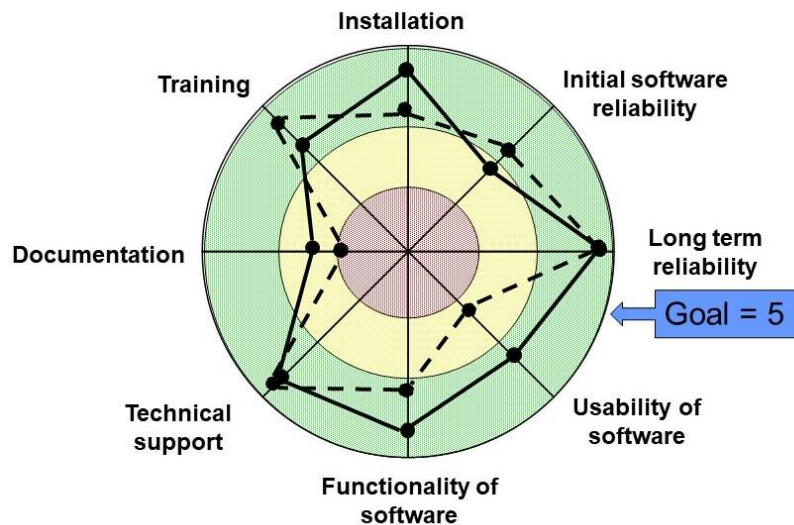 Installation
Training
Initial software
reliability
Documentation
Long term
reliability
Goal = 5
Technical
support
Usability of
software
Functionality of
software